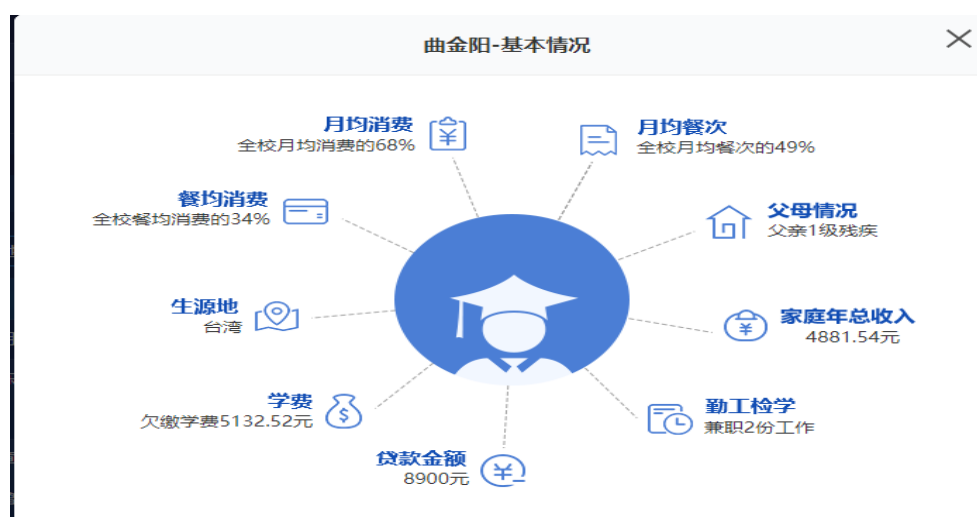 曲金阳-基本情况
月均消费
全校月均消费的68%
月均餐次
全校月均餐次的49%
餐均消费
全校餐均消费的34%
父母情况
父亲1级残疾
生源地
台湾
家庭年总收入
4881.54元
学费
欠缴学费5132.52元
勤工检学
兼职2份工作
贷款金额
8900元